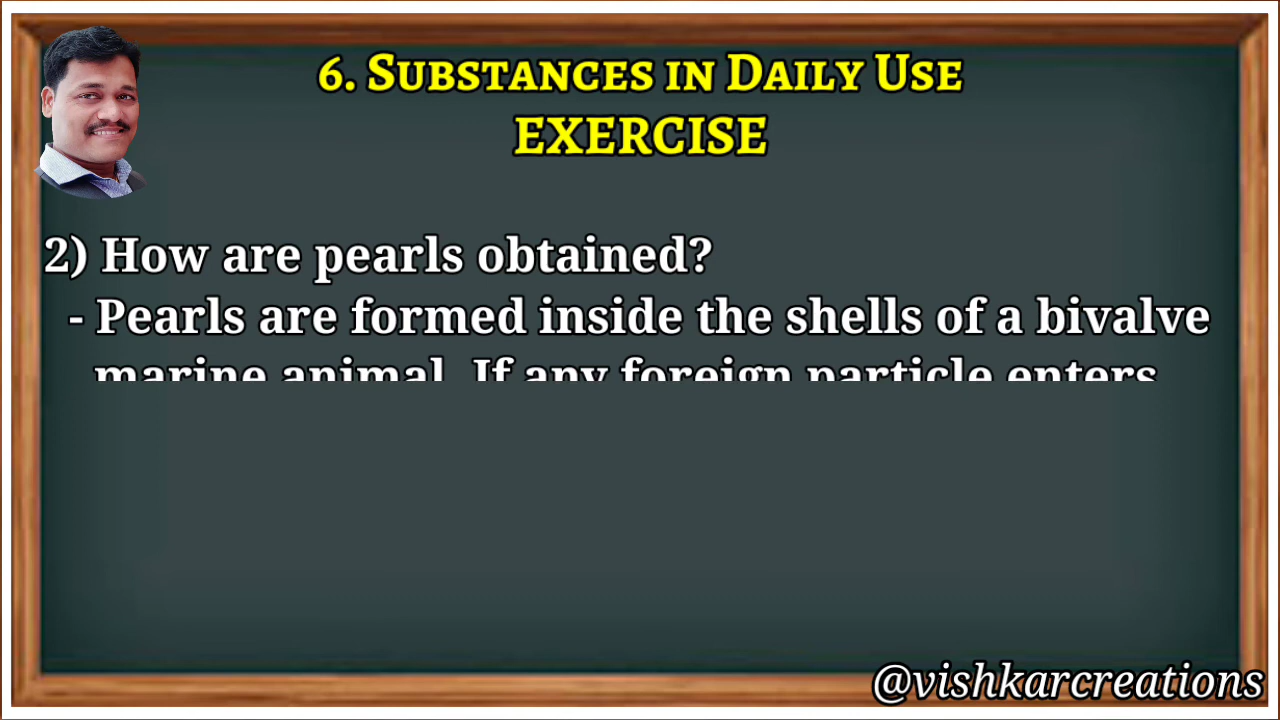 6. Substances in Daily Use
EXERCISE
2) How are pearls obtained?
- Pearls are formed inside the shells of a bivalve
marine animal. If any foreign particle enters
@vishkarcreations